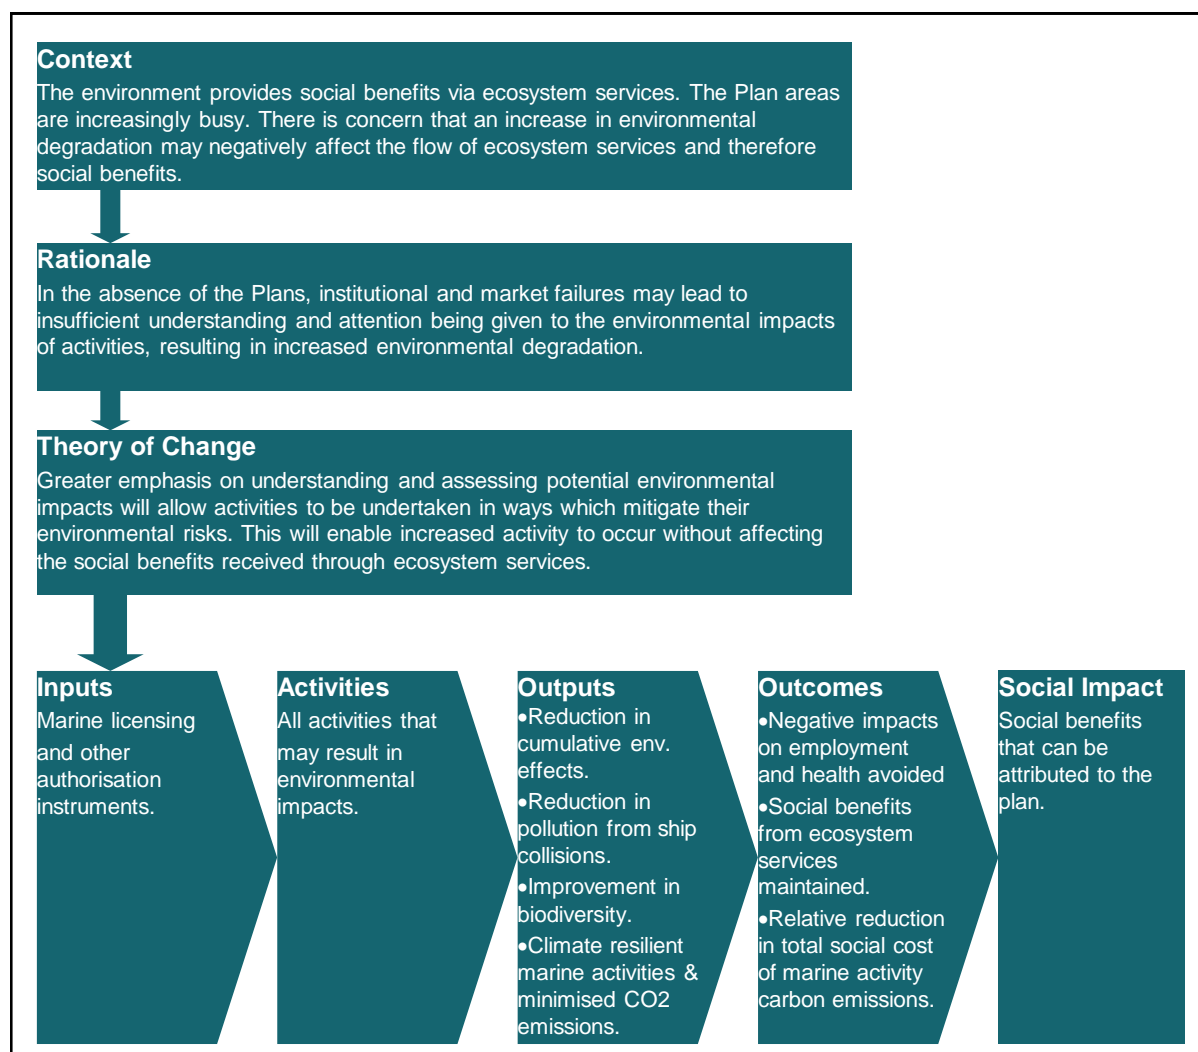 Context
The environment provides social benefits via ecosystem services. The Plan areas
are increasingly busy. There is concern that an increase in environmental
degradation may negatively affect the flow of ecosystem services and therefore
social benefits.
Rationale
In the absence of the Plans, institutional and market failures may lead to
insufficient understanding and attention being given to the environmental impacts
of activities, resulting in increased environmental degradation.
Theory of Change
Greater emphasis on understanding and assessing potential environmental
impacts will allow activities to be undertaken in ways which mitigate their
environmental risks. This will enable increased activity to occur without affecting
the social benefits received through ecosystem services.
Inputs
Marine licensing
and other
authorisation
instruments.
Activities
All activities that
may result in
environmental
impacts.
Outputs
•Reduction in
cumulative env.
effects.
•Reduction in
pollution from ship
collisions.
•Improvement in
biodiversity.
•Climate resilient
marine activities &
minimised CO2
emissions.
Outcomes
•Negative impacts
on employment
and health avoided
•Social benefits
from ecosystem
services
maintained.
•Relative reduction
in total social cost
of marine activity
carbon emissions.
Social Impact
Social benefits
that can be
attributed to the
plan.